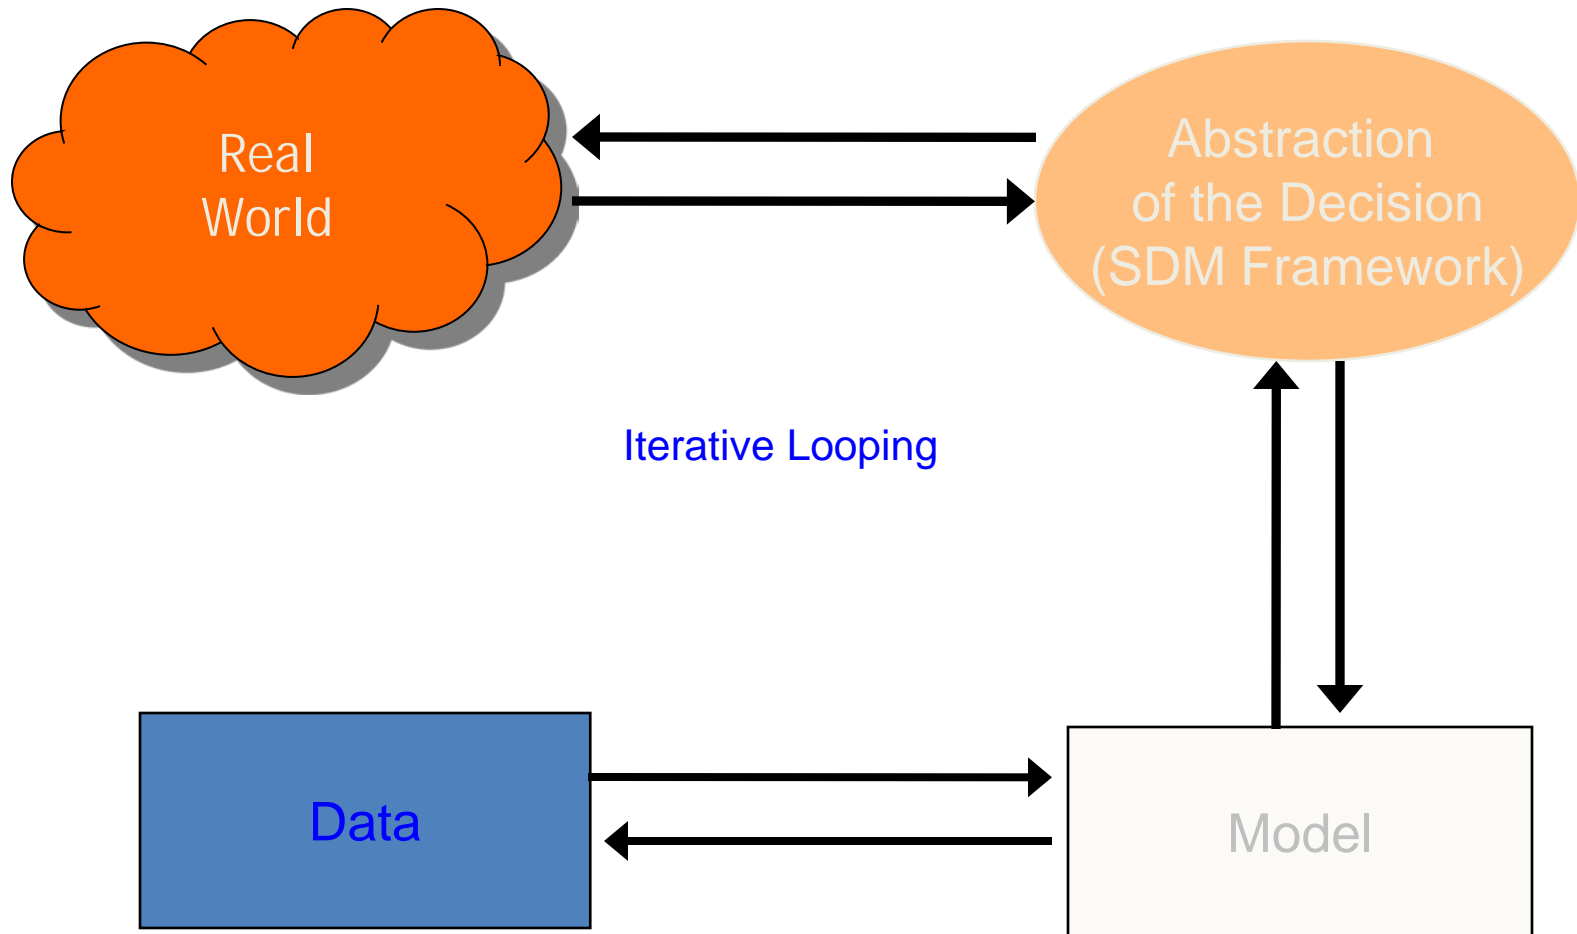 Real
World
Abstraction
of the Decision
(SDM Framework)
Iterative Looping
Data
Model